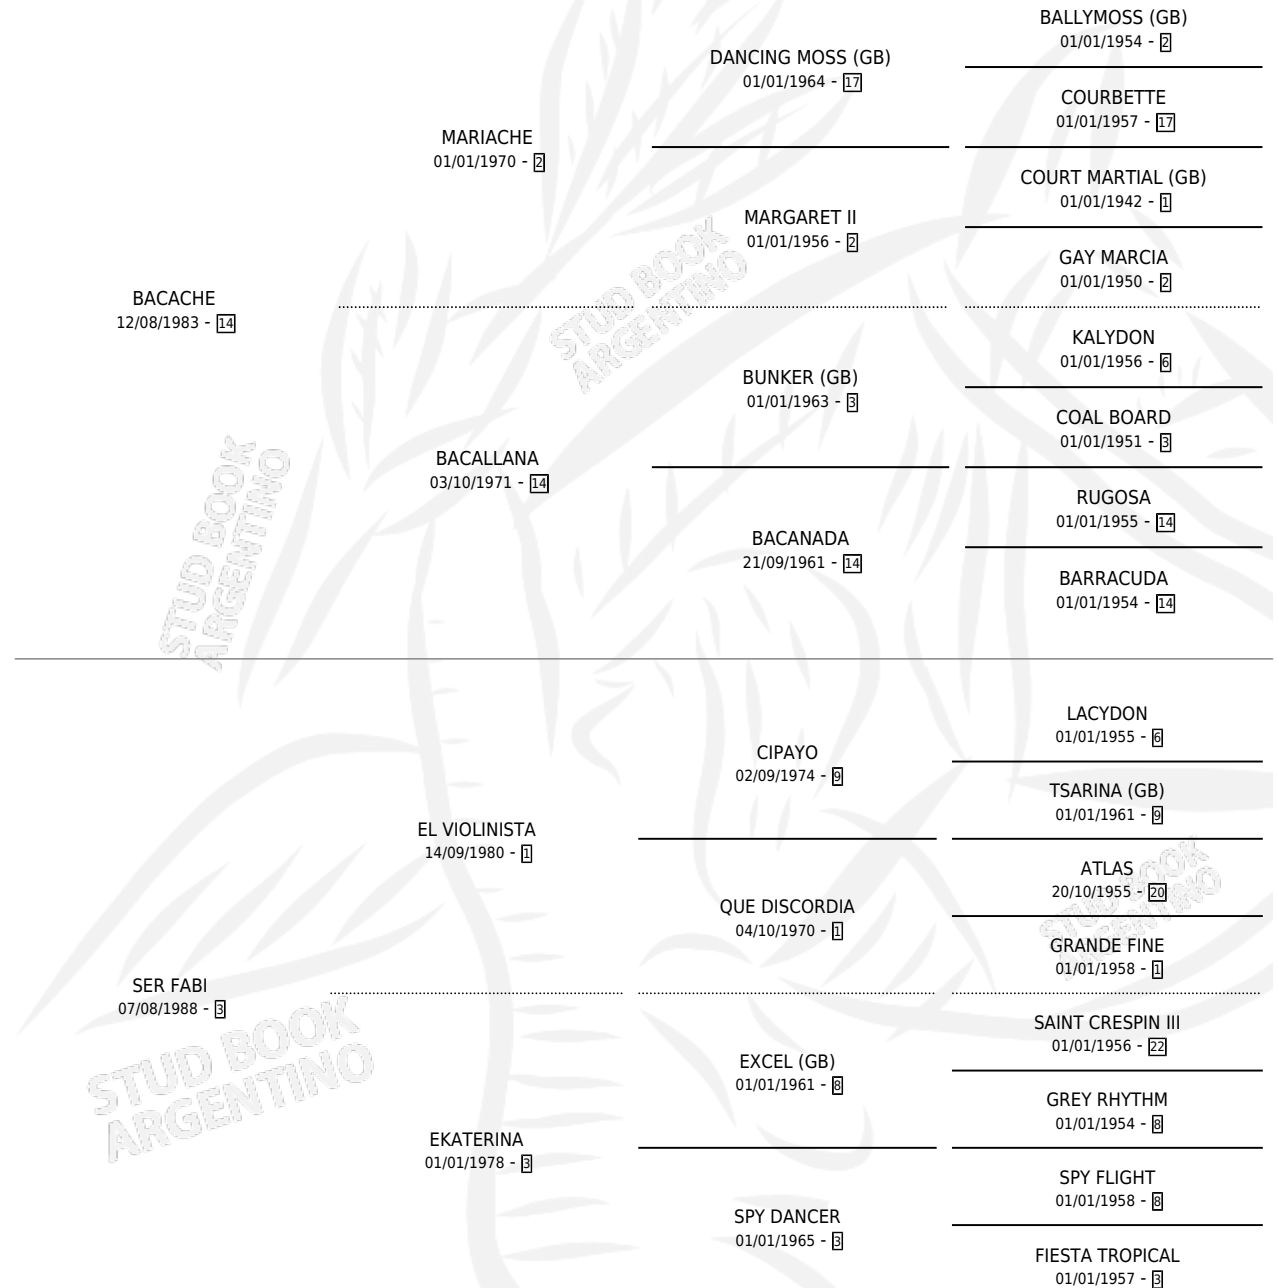 BALLYMOSS (GB)
01/01/1954 - 2
DANCING MOSS (GB)
01/01/1964 - 17
COURBETTE
01/01/1957 - 17
MARIACHE
01/01/1970 - 2
COURT MARTIAL (GB)
01/01/1942 - 1
MARGARET II
01/01/1956 - 2
GAY MARCIA
01/01/1950 - 2
BACACHE
12/08/1983 - 14
KALYDON
01/01/1956 - 6
BUNKER (GB)
01/01/1963 - 3
COAL BOARD
01/01/1951 - 3
BACALLANA
03/10/1971 - 14
RUGOSA
01/01/1955 - 14
BACANADA
21/09/1961 - 14
BARRACUDA
01/01/1954 - 14
LACYDON
01/01/1955 - 6
CIPAYO
02/09/1974 - 9
TSARINA (GB)
01/01/1961 - 9
EL VIOLINISTA
14/09/1980 - 1
ATLAS
20/10/1955 - 20
QUE DISCORDIA
04/10/1970 - 1
GRANDE FINE
01/01/1958 - 1
SER FABI
07/08/1988 - 3
SAINT CRESPIN III
01/01/1956 - 22
EXCEL (GB)
01/01/1961 - 8
GREY RHYTHM
01/01/1954 - 8
EKATERINA
01/01/1978 - 3
SPY FLIGHT
01/01/1958 - 8
SPY DANCER
01/01/1965 - 3
FIESTA TROPICAL
01/01/1957 - 3
STUD BOOK
ARGENTINO
STUD BOOK
ARGENTINO
STUD BOOK
ARGENTINO
STUD BOOK
ARGENTINO